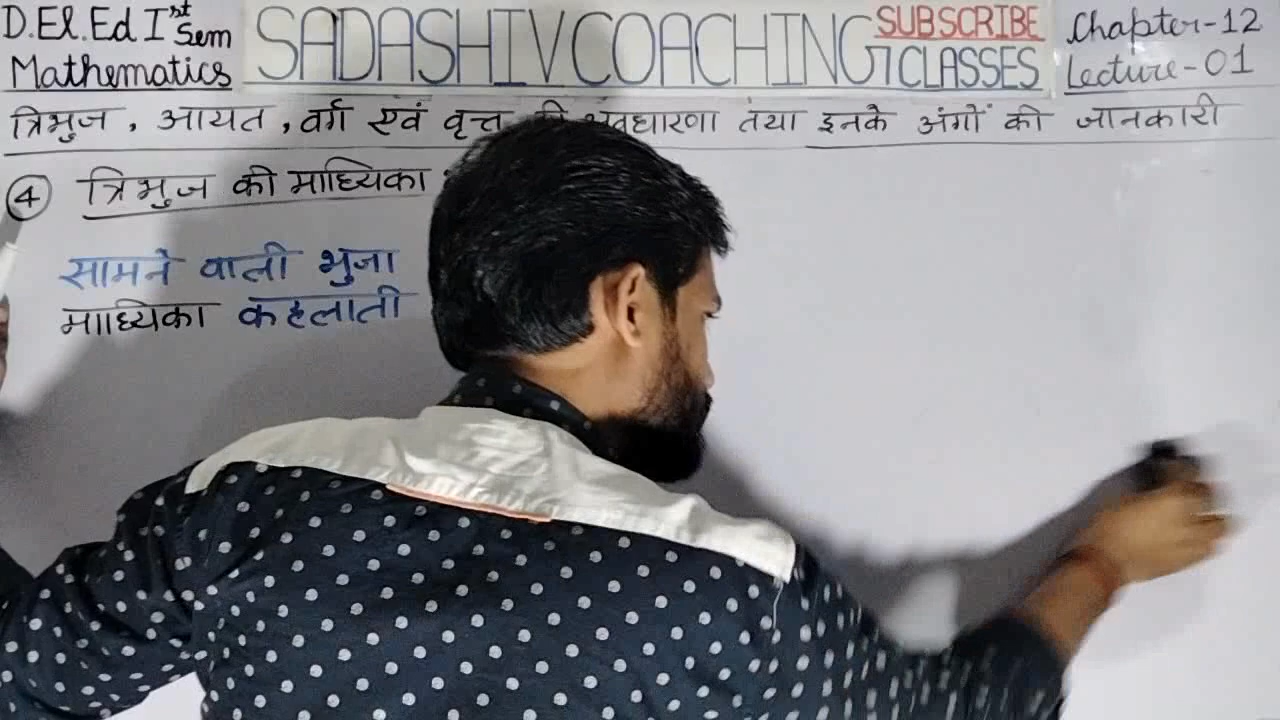 D.El.Ed Iˢᵗ Sem
Mathematics
SADASHIV COACHING CLASSES
SUBSCRIBE
Chapter-12
Lecture-01
त्रिभुज, आयत, वर्ग एवं वृत्त तथा इनके अंगों की जानकारी
④ त्रिभुज की माध्यिका
सामने वाली भुजा
माध्यिका कहलाती